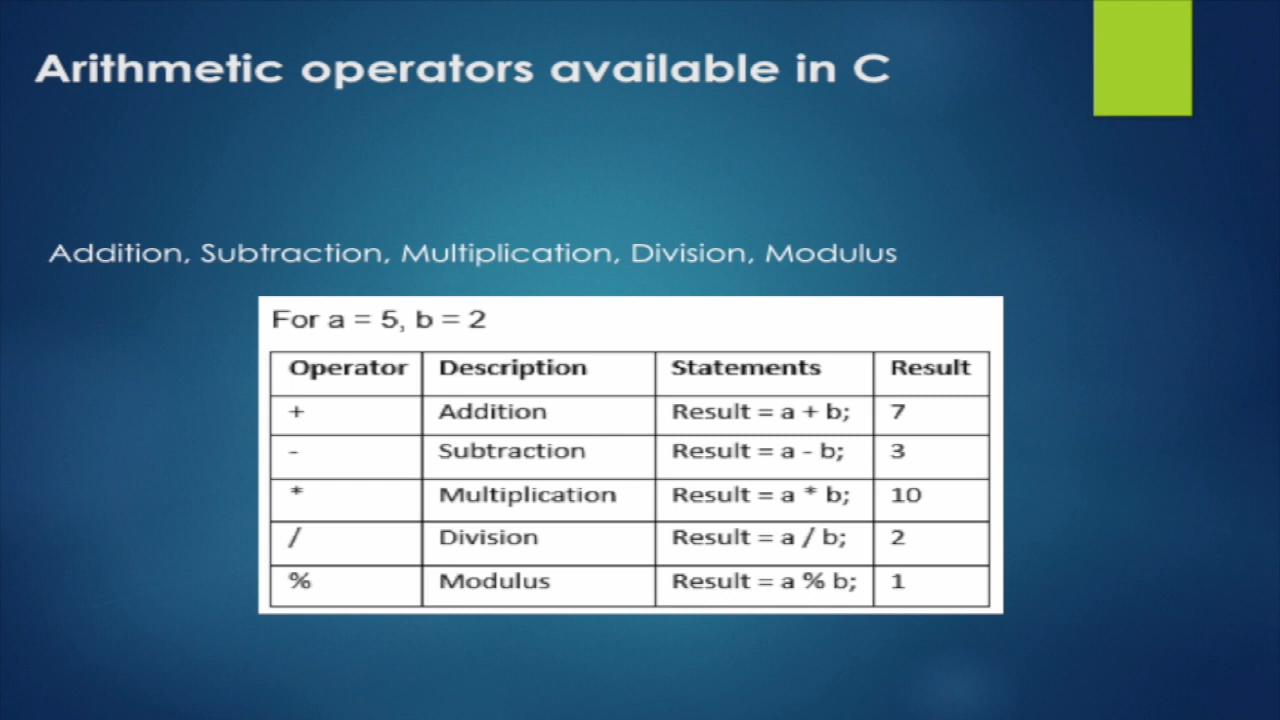 Arithmetic operators available in C
Addition, Subtraction, Multiplication, Division, Modulus
For a = 5, b = 2
Operator Description Statements Result
+ Addition Result = a + b; 7
- Subtraction Result = a - b; 3
* Multiplication Result = a * b; 10
/ Division Result = a / b; 2
% Modulus Result = a % b; 1